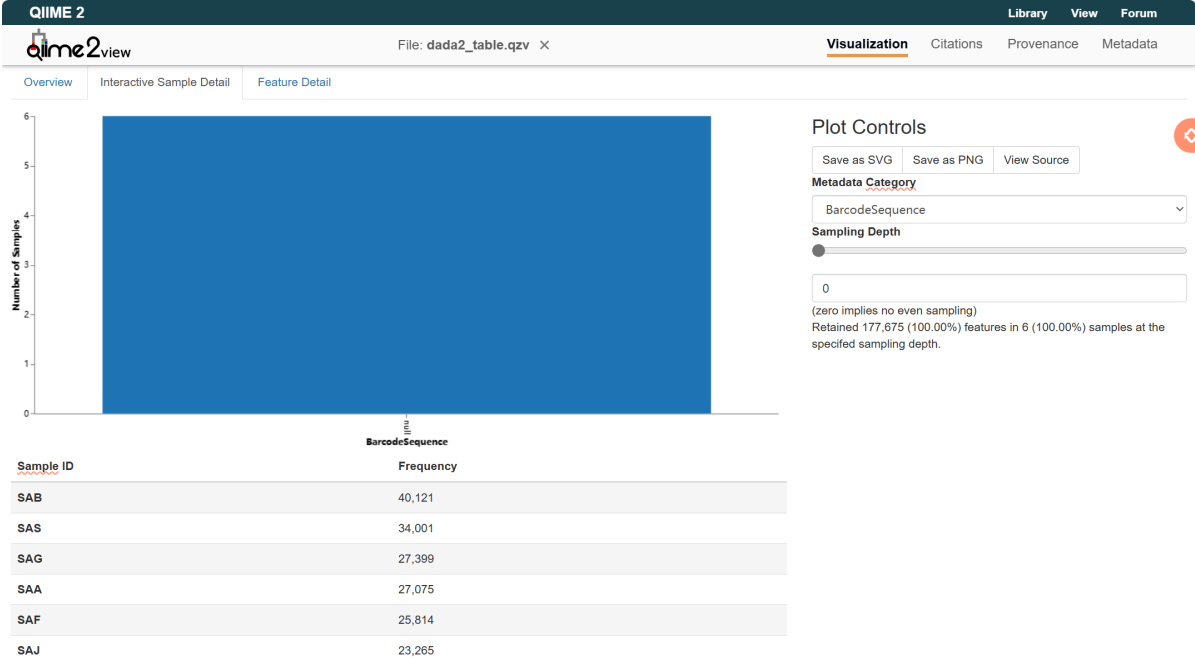 QIIME 2
Library View Forum
qiime2view
File: dada2_table.qzv ×
Visualization Citations Provenance Metadata
Overview Interactive Sample Detail Feature Detail
6
5
4
3
2
1
0
Number of Samples
null
BarcodeSequence
Plot Controls
Save as SVG Save as PNG View Source
Metadata Category
BarcodeSequence
Sampling Depth
0
(zero implies no even sampling)
Retained 177,675 (100.00%) features in 6 (100.00%) samples at the
specifed sampling depth.
Sample ID Frequency
SAB 40,121
SAS 34,001
SAG 27,399
SAA 27,075
SAF 25,814
SAJ 23,265